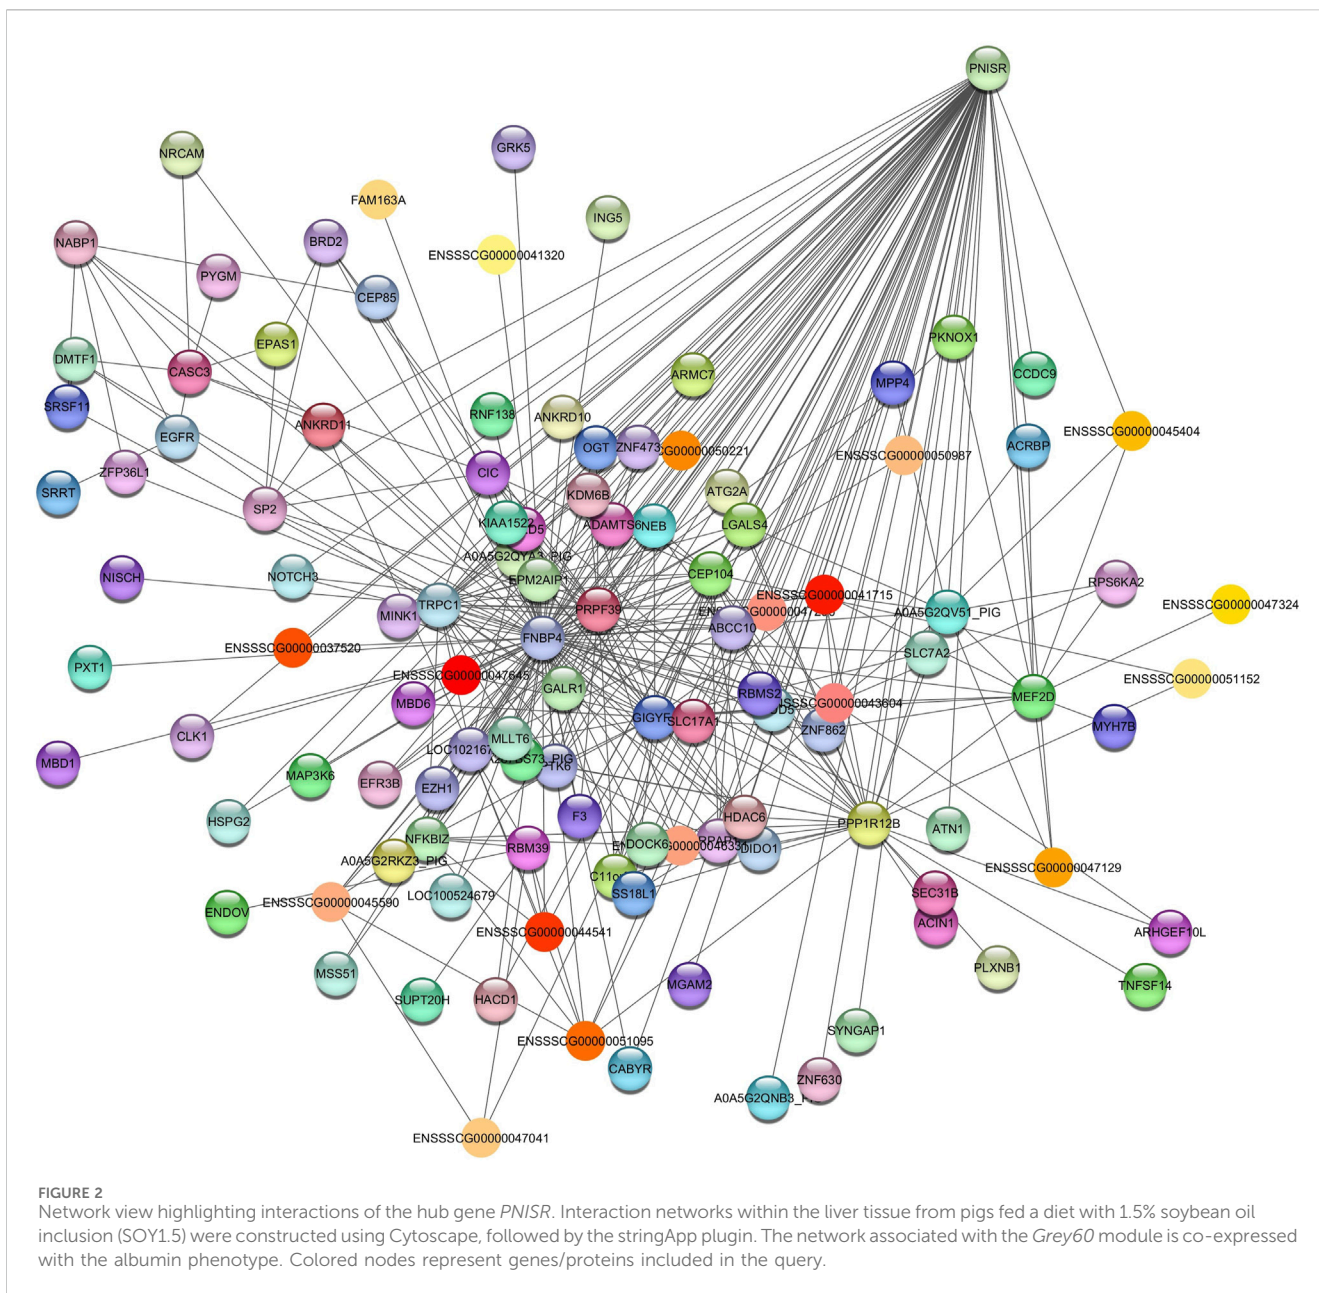 PNISR
NRCAM
GRK5
FAM163A
ING5
NABP1
BRD2
ENSSSCG00000041320
PYGM
CEP85
PKNOX1
EPAS1
DMTF1
CASC3
ARMC7
MPP4
CCDC9
SRSF11
RNF138
ANKRD10
ANKRD11
ENSSSCG00000045404
EGFR
OGT
ZNF473
CG00000050221
ACRBP
ENSSSCG00000050987
ZFP36L1
CIC
SRRT
KDM6B
ATG2A
SP2
KIAA1522
D5
ADAMTS6
NEB
LGALS4
A0A5G2QYA3_PIG
NISCH
NOTCH3
EPM2AIP1
CEP104
RPS6KA2
ENSSSCG00000041715
TRPC1
MINK1
PRPF39
ABCC10
A0A5G2QV51_PIG
ENSSSCG00000047324
FNBP4
ENSSSCG00000037520
SLC7A2
PXT1
ENSSSCG00000047645
ENSSSCG00000051152
GALR1
RBMS2
MEF2D
MBD6
SSSCG00000043604
GIGYF
SLC17A1
MYH7B
CLK1
ZNF862
MLLT6
LOC102167
MBD1
MAP3K6
EFR3B
EZH1
F3
HSPG2
HDAC6
PPP1R12B
ATN1
NFKBIZ
DOCK6
RBM39
DIDO1
A0A5G2RKZ3_PIG
ENSSSCG00000047129
C11o
LOC100524679
SS18L1
SEC31B
ENSSSCG00000045590
ENDOV
ACIN1
ENSSSCG00000044541
ARHGEF10L
MSS51
PLXNB1
MGAM2
TNFSF14
SUPT20H
HACD1
SYNGAP1
ENSSSCG00000051095
CABYR
ZNF630
A0A5G2QNB3_P
ENSSSCG00000047041
FIGURE 2
Network view highlighting interactions of the hub gene PNISR. Interaction networks within the liver tissue from pigs fed a diet with 1.5% soybean oil
inclusion (SOY1.5) were constructed using Cytoscape, followed by the stringApp plugin. The network associated with the Grey60 module is co-expressed
with the albumin phenotype. Colored nodes represent genes/proteins included in the query.